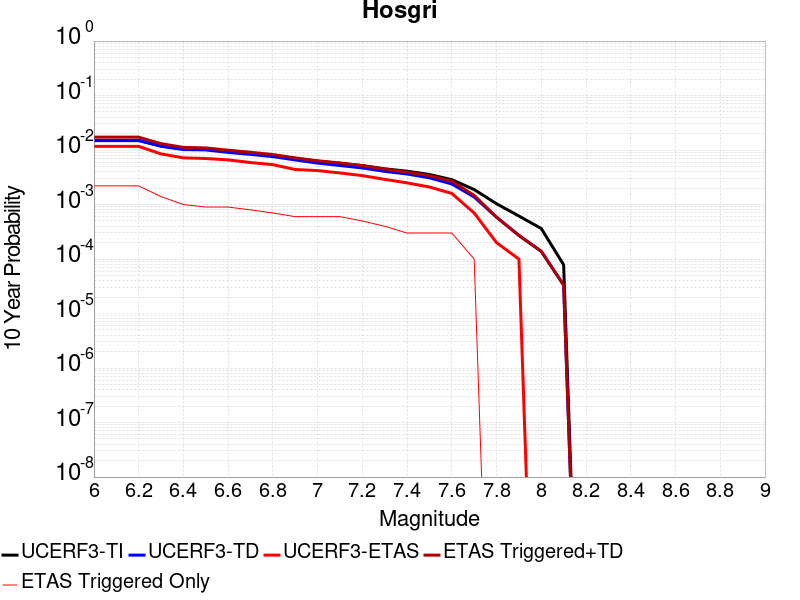 Hosgri
10 Year Probability
10^0
10^-1
10^-2
10^-3
10^-4
10^-5
10^-6
10^-7
10^-8
6 6.2 6.4 6.6 6.8 7 7.2 7.4 7.6 7.8 8 8.2 8.4 8.6 8.8 9
Magnitude
UCERF3-TI UCERF3-TD UCERF3-ETAS ETAS Triggered+TD
ETAS Triggered Only